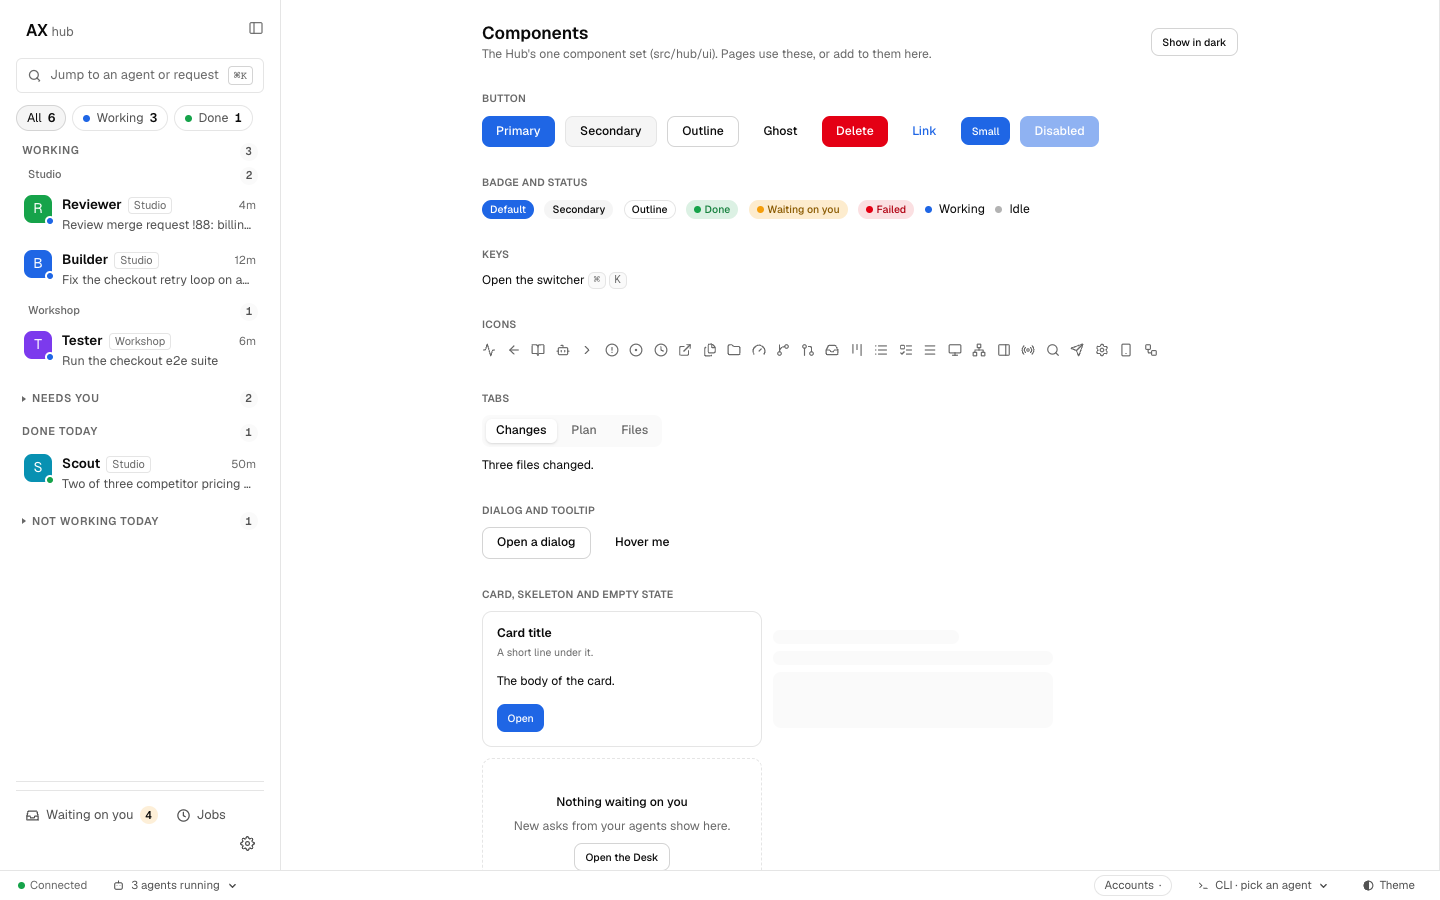 AX hub
Jump to an agent or request ⌘K
All 6 Working 3 Done 1
WORKING 3
Studio 2
R Reviewer Studio 4m
Review merge request !88: billin…
B Builder Studio 12m
Fix the checkout retry loop on a…
Workshop 1
T Tester Workshop 6m
Run the checkout e2e suite
NEEDS YOU 2
DONE TODAY 1
S Scout Studio 50m
Two of three competitor pricing …
NOT WORKING TODAY 1
Waiting on you 4 Jobs
Components
The Hub's one component set (src/hub/ui). Pages use these, or add to them here.
Show in dark
BUTTON
Primary Secondary Outline Ghost Delete Link Small Disabled
BADGE AND STATUS
Default Secondary Outline Done Waiting on you Failed Working Idle
KEYS
Open the switcher ⌘ K
ICONS
TABS
Changes Plan Files
Three files changed.
DIALOG AND TOOLTIP
Open a dialog Hover me
CARD, SKELETON AND EMPTY STATE
Card title
A short line under it.
The body of the card.
Open
Nothing waiting on you
New asks from your agents show here.
Open the Desk
Connected 3 agents running Accounts · CLI · pick an agent Theme